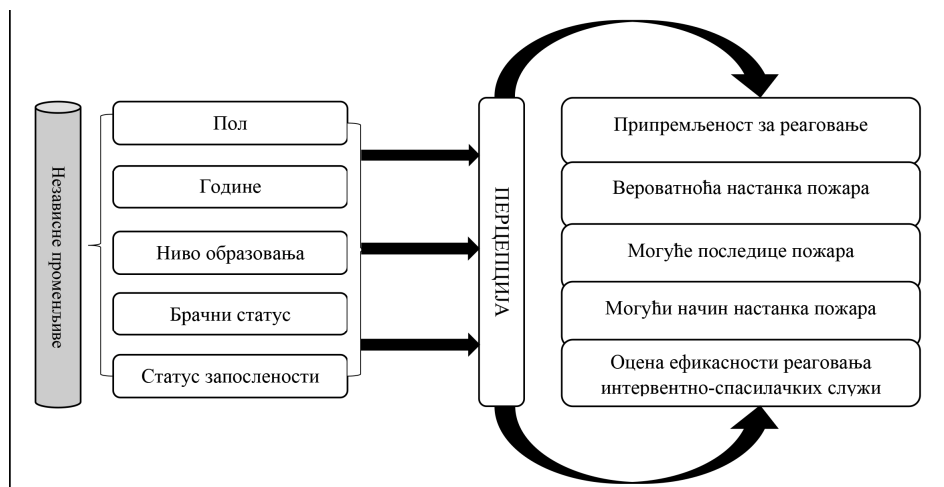 Независне променљиве
Пол
Године
Ниво образовања
Брачни статус
Статус запослености
ПЕРЦЕПЦИЈА
Припремљеност за реаговање
Вероватноћа настанка пожара
Могуће последице пожара
Могући начин настанка пожара
Оцена ефикасности реаговања
интервентно-спасилачких служи